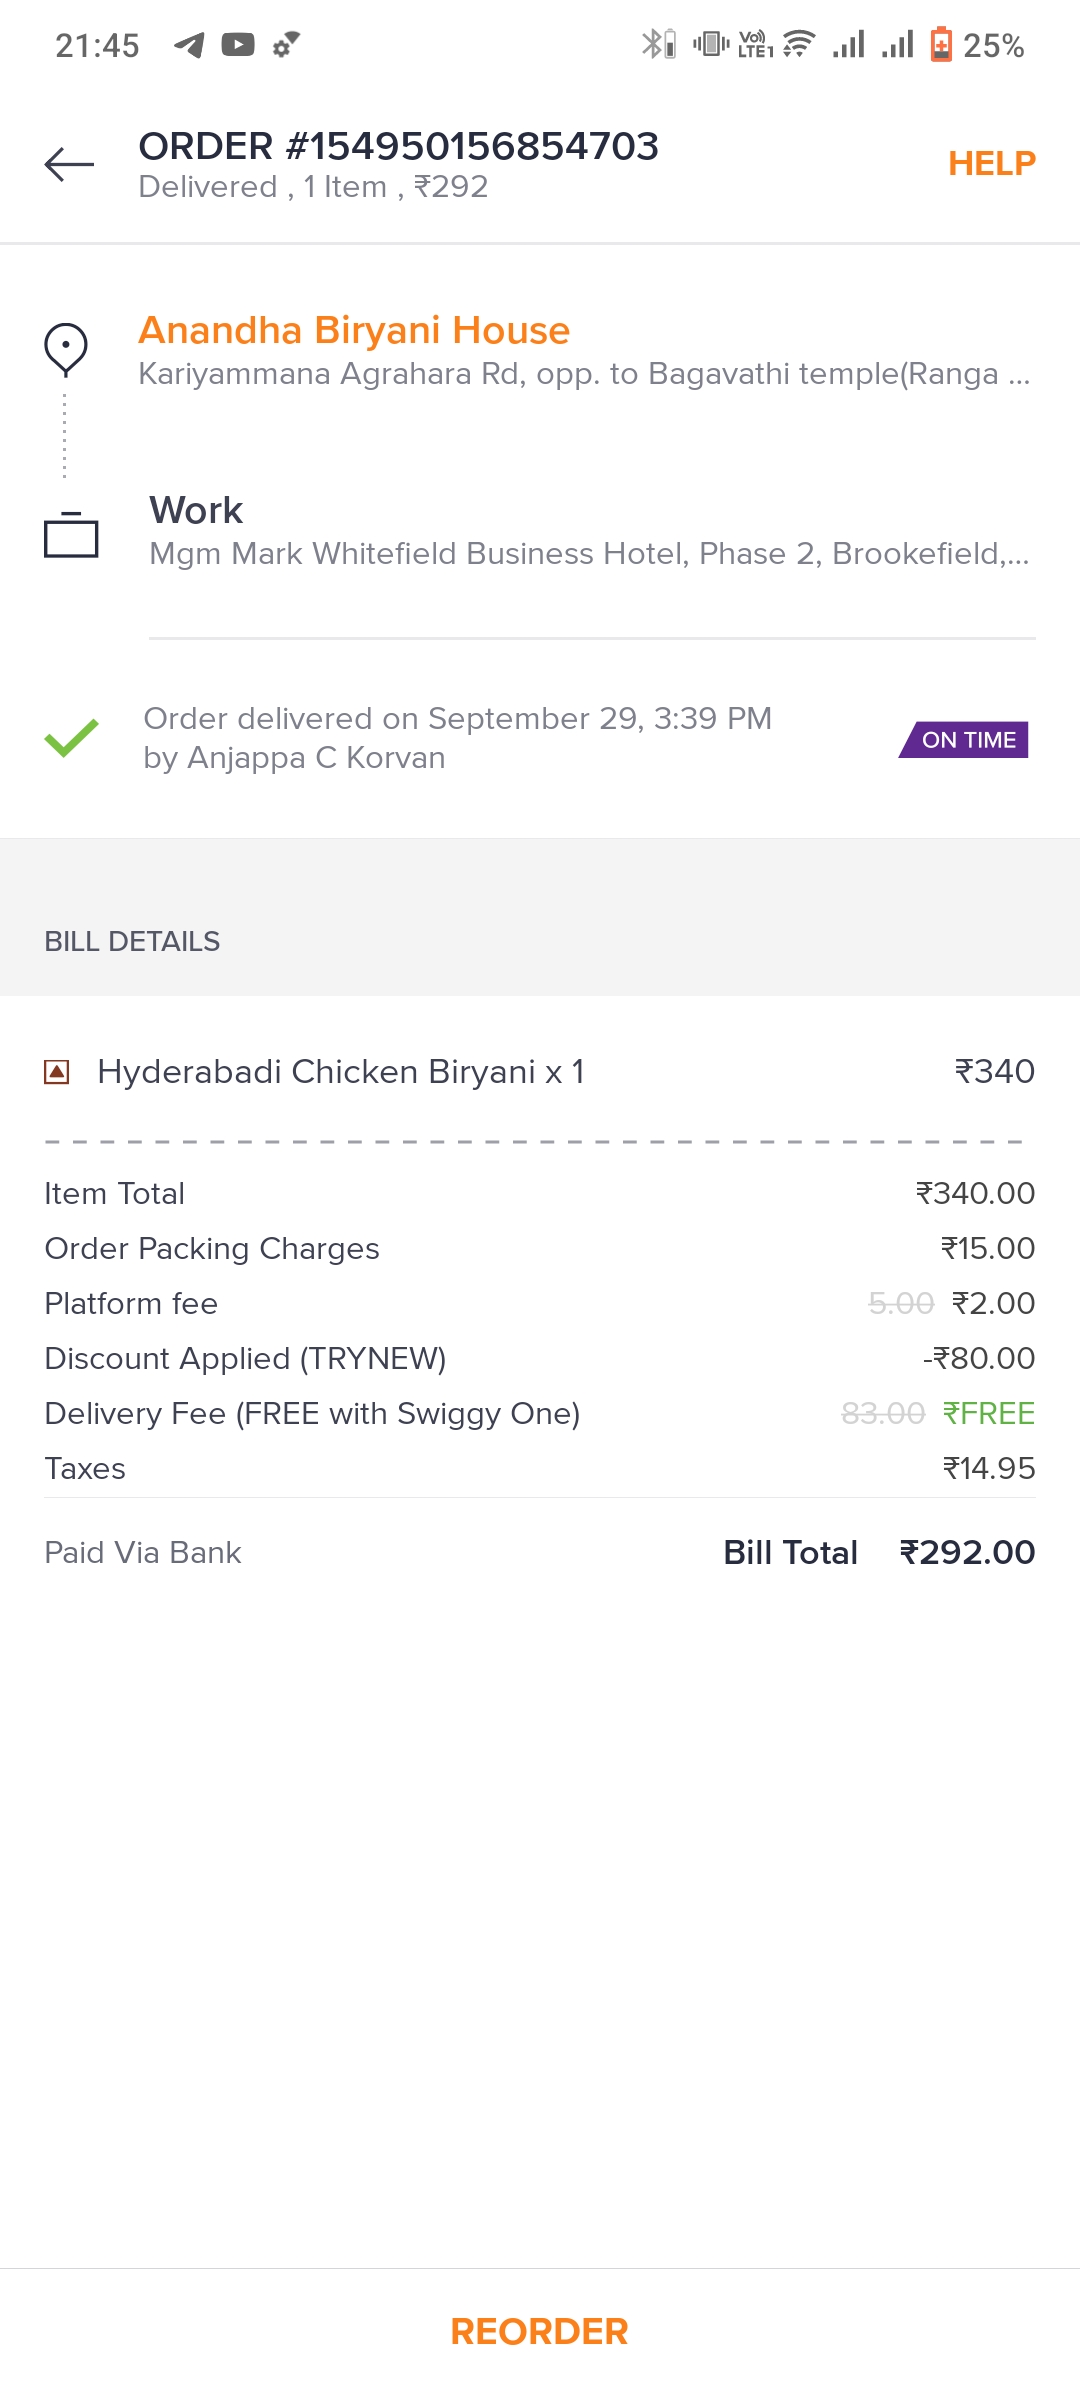 21:45 Vo)) LTE1 25%
ORDER #154950156854703
Delivered , 1 Item , ₹292
HELP
Anandha Biryani House
Kariyammana Agrahara Rd, opp. to Bagavathi temple(Ranga ...
Work
Mgm Mark Whitefield Business Hotel, Phase 2, Brookefield,...
Order delivered on September 29, 3:39 PM
by Anjappa C Korvan
ON TIME
BILL DETAILS
Hyderabadi Chicken Biryani x 1 ₹340
Item Total ₹340.00
Order Packing Charges ₹15.00
Platform fee 5.00 ₹2.00
Discount Applied (TRYNEW) -₹80.00
Delivery Fee (FREE with Swiggy One) 83.00 ₹FREE
Taxes ₹14.95
Paid Via Bank Bill Total ₹292.00
REORDER